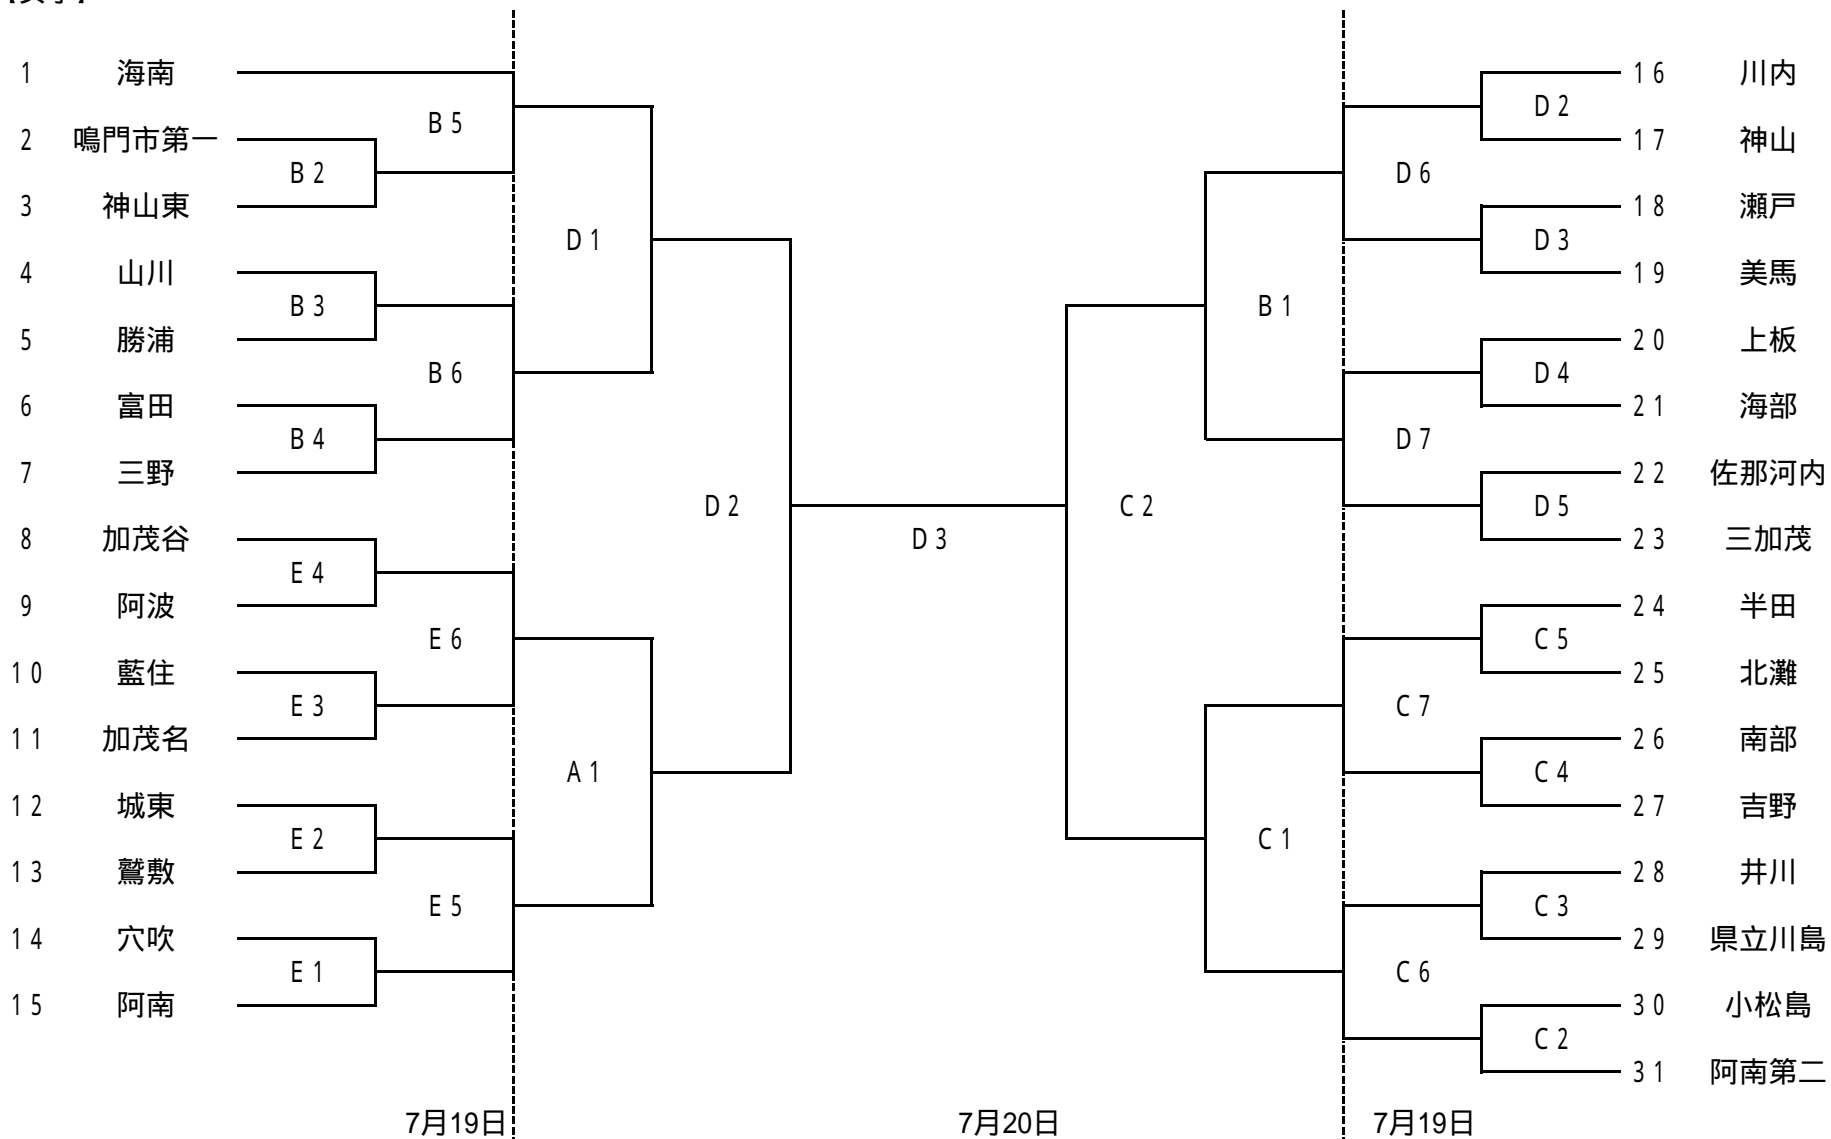 1 海南
B5
2 鳴門市第一
B2
3 神山東
D1
4 山川
B3
5 勝浦
B6
6 富田
B4
7 三野
D2
8 加茂谷
E4
9 阿波
E6
10 藍住
E3
11 加茂名
A1
12 城東
E2
13 鷲敷
E5
14 穴吹
E1
15 阿南
D3
16 川内
D2
17 神山
D6
18 瀬戸
D3
19 美馬
B1
20 上板
D4
21 海部
D7
22 佐那河内
D5
23 三加茂
C2
24 半田
C5
25 北灘
C7
26 南部
C4
27 吉野
C1
28 井川
C3
29 県立川島
C6
30 小松島
C2
31 阿南第二
7月19日
7月20日
7月19日